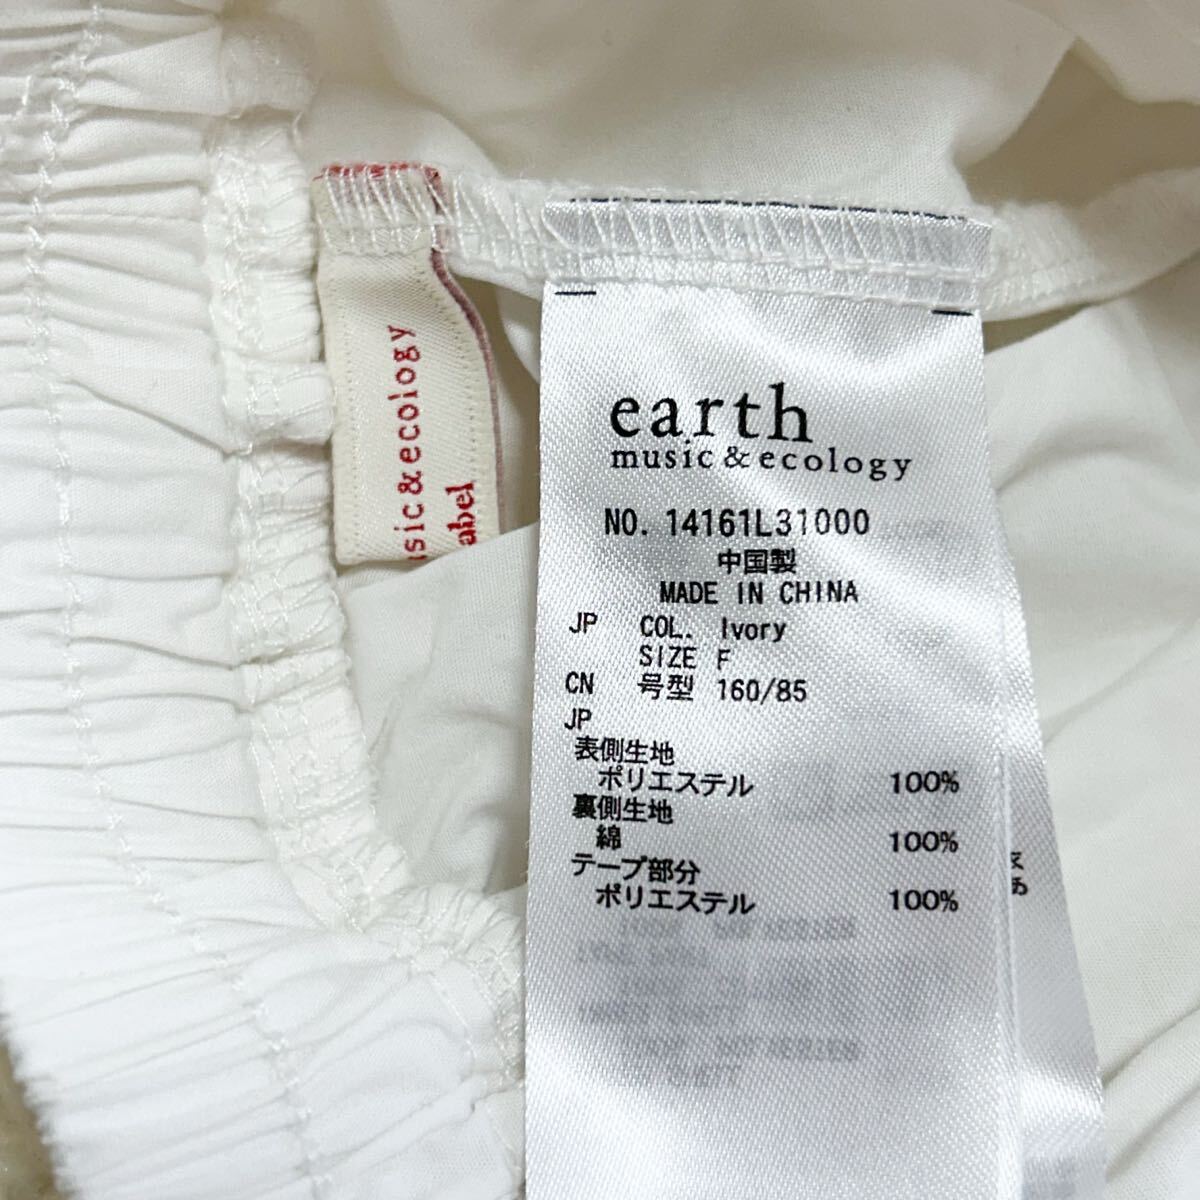 earth
music & ecology
NO. 14161L31000
中国製
MADE IN CHINA
JP COL. Ivory
SIZE F
CN 号型 160/85
JP
表側生地
ポリエステル 100%
裏側生地
綿 100%
テープ部分
ポリエステル 100%
usic & ecology
abel